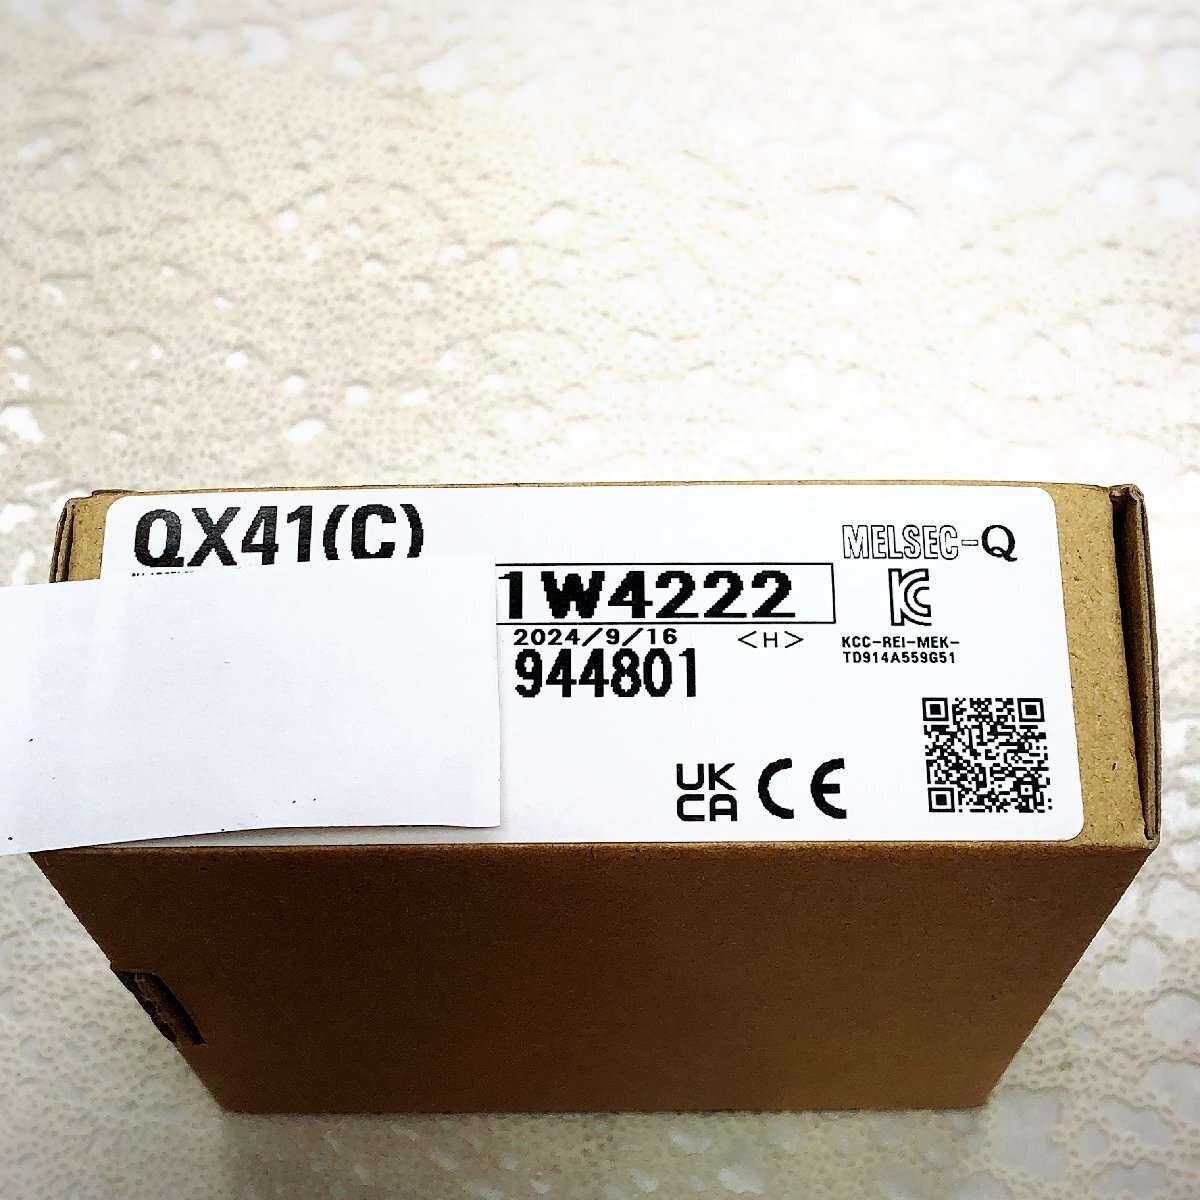 QX41(C)
MELSEC-Q
1W4222
2024/9/16 <H>
944801
KCC-REI-MEK-
TD914A559G51
UK
CA CE